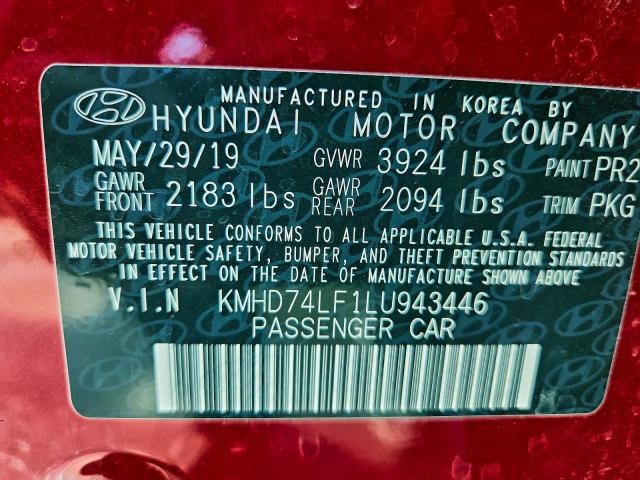 MANUFACTURED IN KOREA BY
HYUNDAI MOTOR COMPANY
MAY/29/19 GVWR 3924 lbs PAINT PR2
GAWR FRONT 2183 lbs GAWR REAR 2094 lbs TRIM PKG
THIS VEHICLE CONFORMS TO ALL APPLICABLE U.S.A. FEDERAL
MOTOR VEHICLE SAFETY, BUMPER, AND THEFT PREVENTION STANDARDS
IN EFFECT ON THE DATE OF MANUFACTURE SHOWN ABOVE
V.I.N KMHD74LF1LU943446
PASSENGER CAR